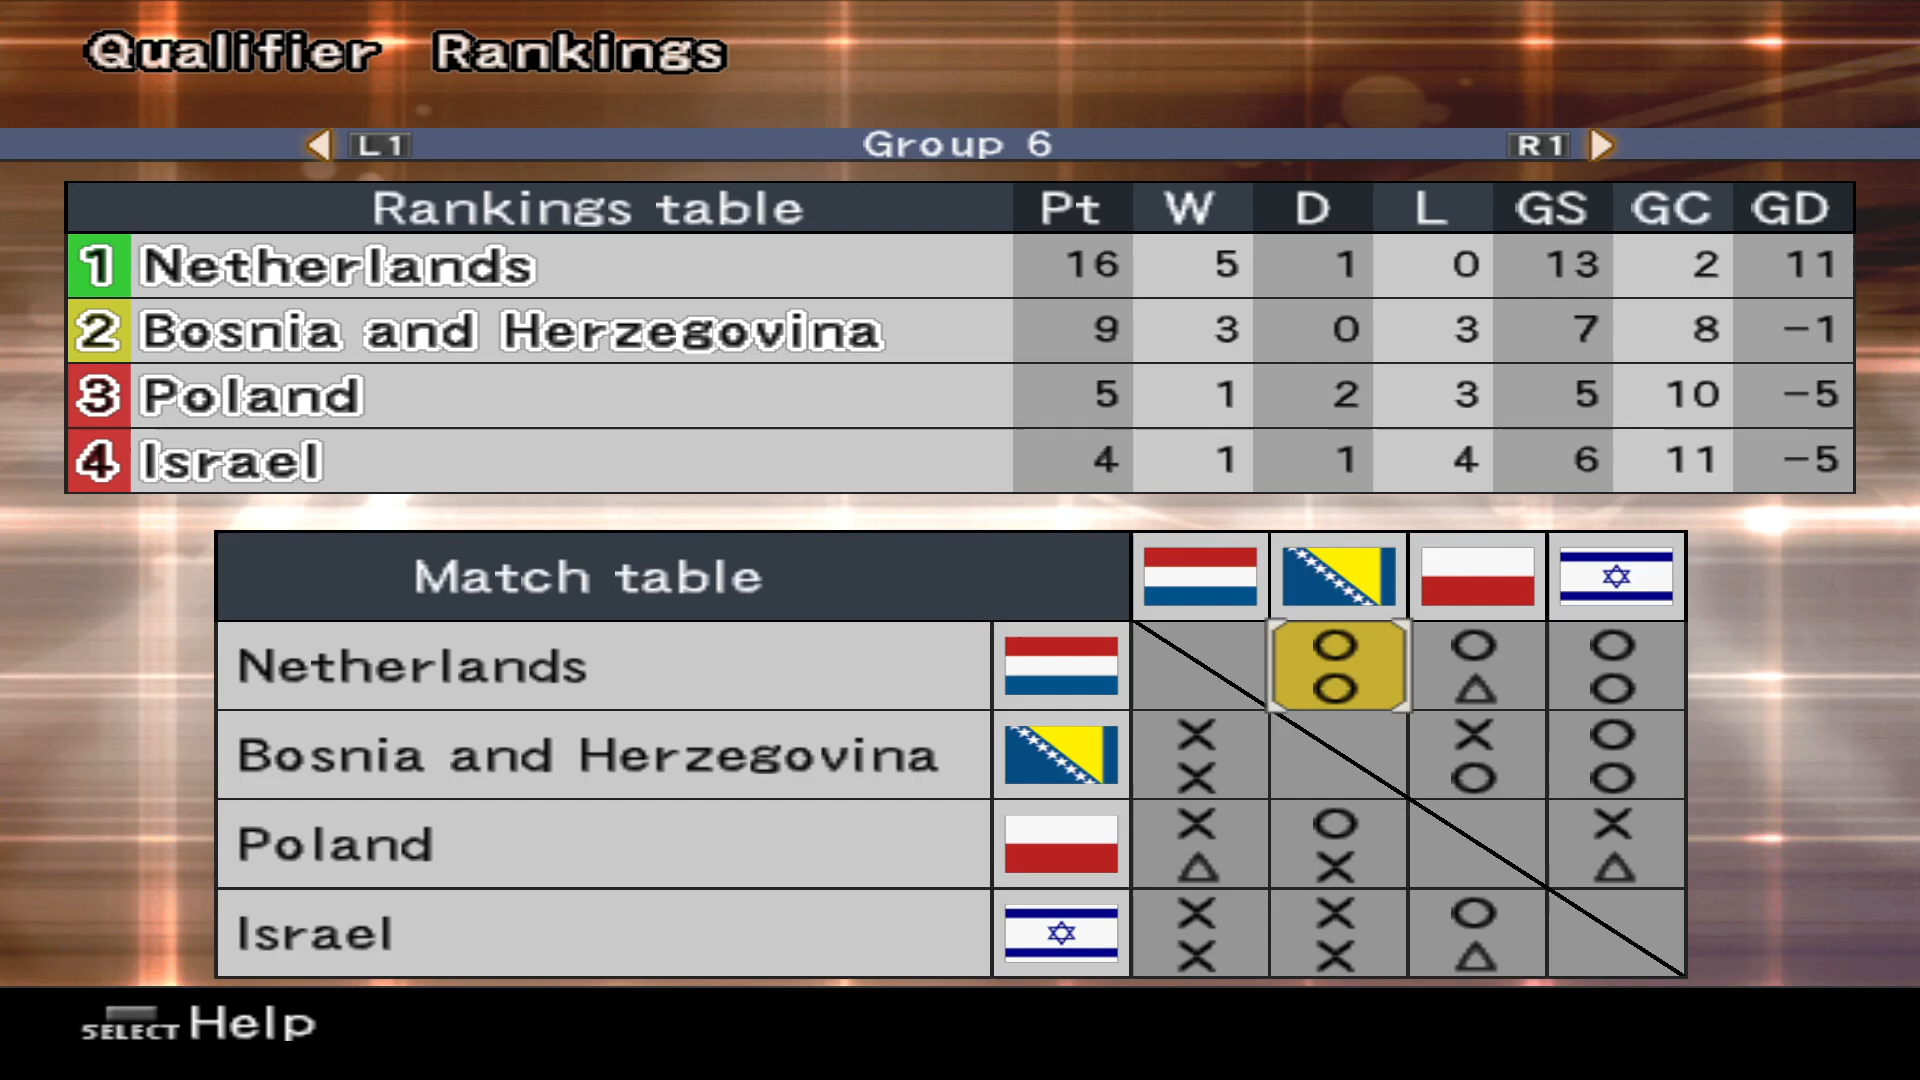 Qualifier Rankings
L1 Group 6 R1
Rankings table Pt W D L GS GC GD
1 Netherlands 16 5 1 0 13 2 11
2 Bosnia and Herzegovina 9 3 0 3 7 8 -1
3 Poland 5 1 2 3 5 10 -5
4 Israel 4 1 1 4 6 11 -5
Match table
Netherlands
Bosnia and Herzegovina
Poland
Israel
SELECT Help